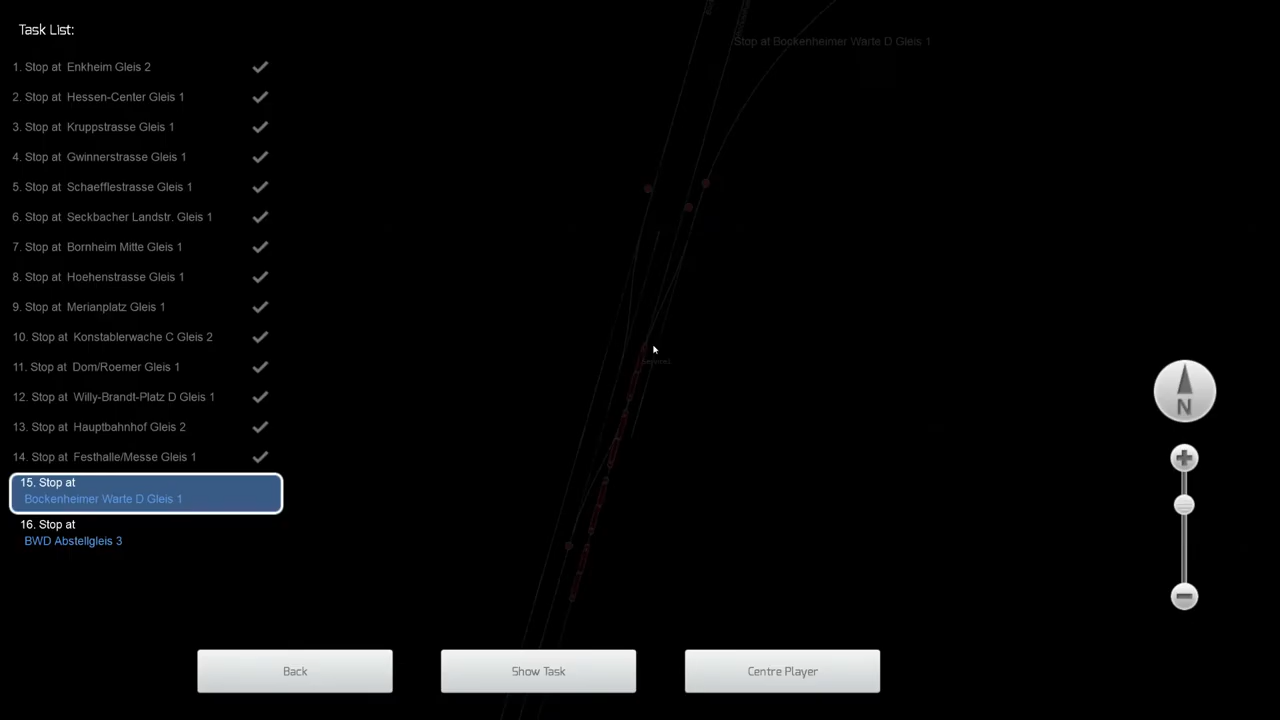 Task List:
Stop at Bockenheimer Warte D Gleis 1
1. Stop at Enkheim Gleis 2
2. Stop at Hessen-Center Gleis 1
3. Stop at Kruppstrasse Gleis 1
4. Stop at Gwinnerstrasse Gleis 1
5. Stop at Schaefflestrasse Gleis 1
6. Stop at Seckbacher Landstr. Gleis 1
7. Stop at Bornheim Mitte Gleis 1
8. Stop at Hoehenstrasse Gleis 1
9. Stop at Merianplatz Gleis 1
10. Stop at Konstablerwache C Gleis 2
11. Stop at Dom/Roemer Gleis 1
12. Stop at Willy-Brandt-Platz D Gleis 1
13. Stop at Hauptbahnhof Gleis 2
14. Stop at Festhalle/Messe Gleis 1
15. Stop at
Bockenheimer Warte D Gleis 1
16. Stop at
BWD Abstellgleis 3
N
Back
Show Task
Centre Player